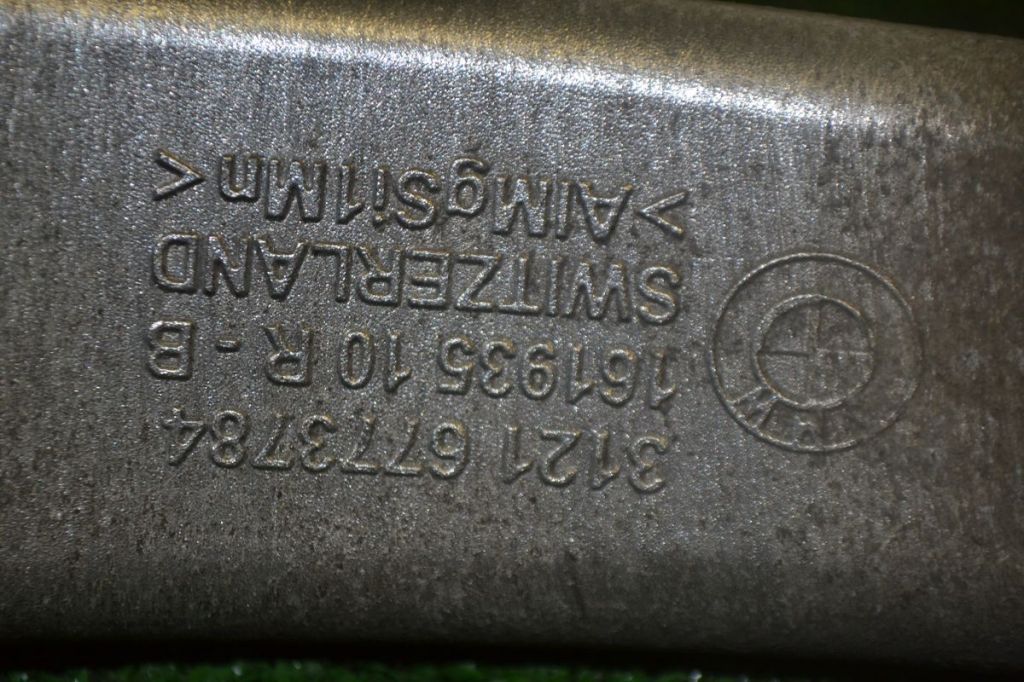 3121 6773784
161935 10 R - B
SWITZERLAND
>AlMgSi1Mn<